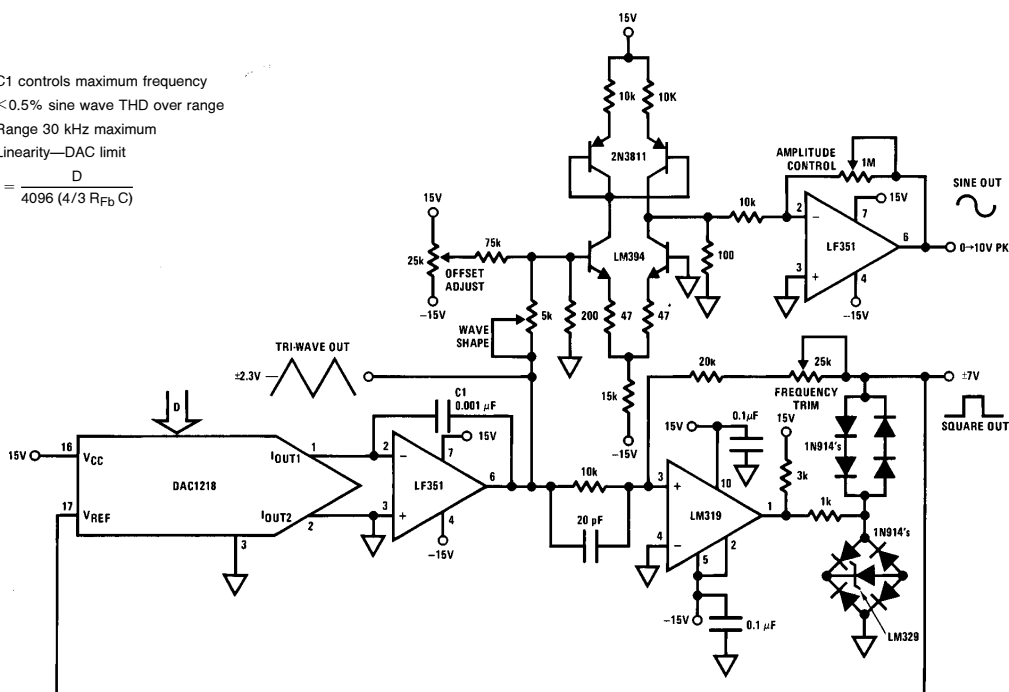 C1 controls maximum frequency
<0.5% sine wave THD over range
Range 30 kHz maximum
Linearity—DAC limit
= D
4096 (4/3 RFb C)
15V
10k
10K
2N3811
AMPLITUDE
CONTROL
1M
15V
SINE OUT
10k
2
7
−
LF351
6
0→10V PK
3
+
4
−15V
100
15V
25k
75k
OFFSET
ADJUST
−15V
LM394
WAVE
SHAPE
5k
200
47
47
TRI-WAVE OUT
±2.3V
15k
−15V
20k
25k
FREQUENCY
TRIM
±7V
SQUARE OUT
D
C1
0.001 µF
15V
0.1µF
15V
15V
1N914's
3k
15V
16
VCC
IOUT1
1
2
7
−
LF351
6
10k
3
+
10
LM319
1
1k
DAC1218
17
VREF
IOUT2
2
3
+
4
−15V
20 pF
4
−
5
2
1N914's
3
−15V
0.1 µF
LM329